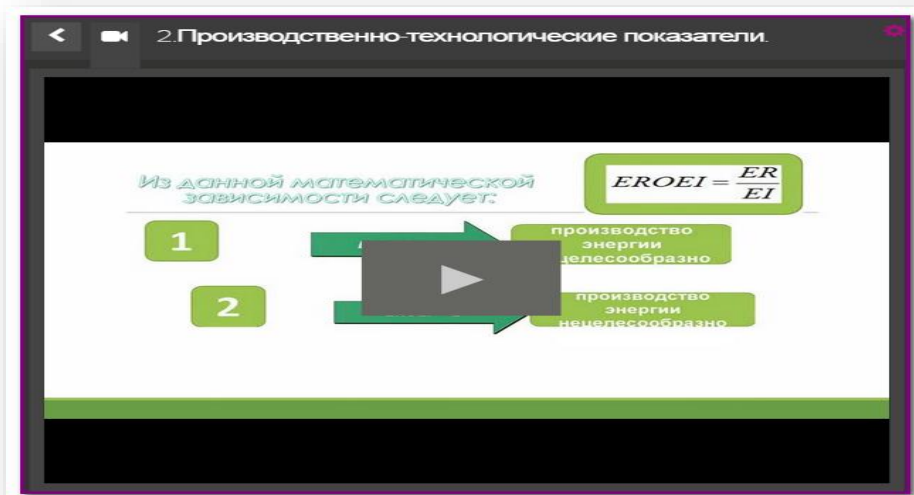 2.Производственно-технологические показатели.
Из данной математической
зависимости следует:
EROEI = ER / EI
1
производство
энергии
целесообразно
2
производство
энергии
нецелесообразно